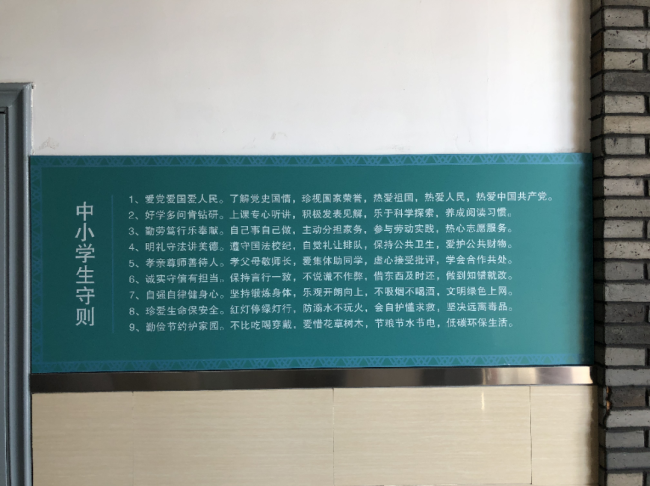 中小学生守则
1、爱党爱国爱人民。了解党史国情，珍视国家荣誉，热爱祖国，热爱人民，热爱中国共产党。
2、好学多问肯钻研。上课专心听讲，积极发表见解，乐于科学探索，养成阅读习惯。
3、勤劳笃行乐奉献。自己事自己做，主动分担家务，参与劳动实践，热心志愿服务。
4、明礼守法讲美德。遵守国法校纪，自觉礼让排队，保持公共卫生，爱护公共财物。
5、孝亲尊师善待人。孝父母敬师长，爱集体助同学，虚心接受批评，学会合作共处。
6、诚实守信有担当。保持言行一致，不说谎不作弊，借东西及时还，做到知错就改。
7、自强自律健身心。坚持锻炼身体，乐观开朗向上，不吸烟不喝酒，文明绿色上网。
8、珍爱生命保安全。红灯停绿灯行，防溺水不玩火，会自护懂求救，坚决远离毒品。
9、勤俭节约护家园。不比吃喝穿戴，爱惜花草树木，节粮节水节电，低碳环保生活。